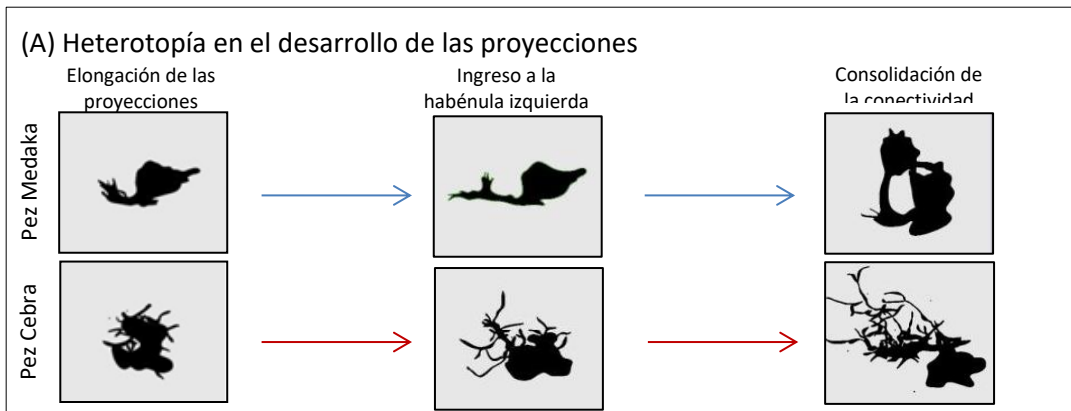 (A) Heterotopía en el desarrollo de las proyecciones
Elongación de las
proyecciones
Ingreso a la
habénula izquierda
Consolidación de
la conectividad
Pez Medaka
Pez Cebra